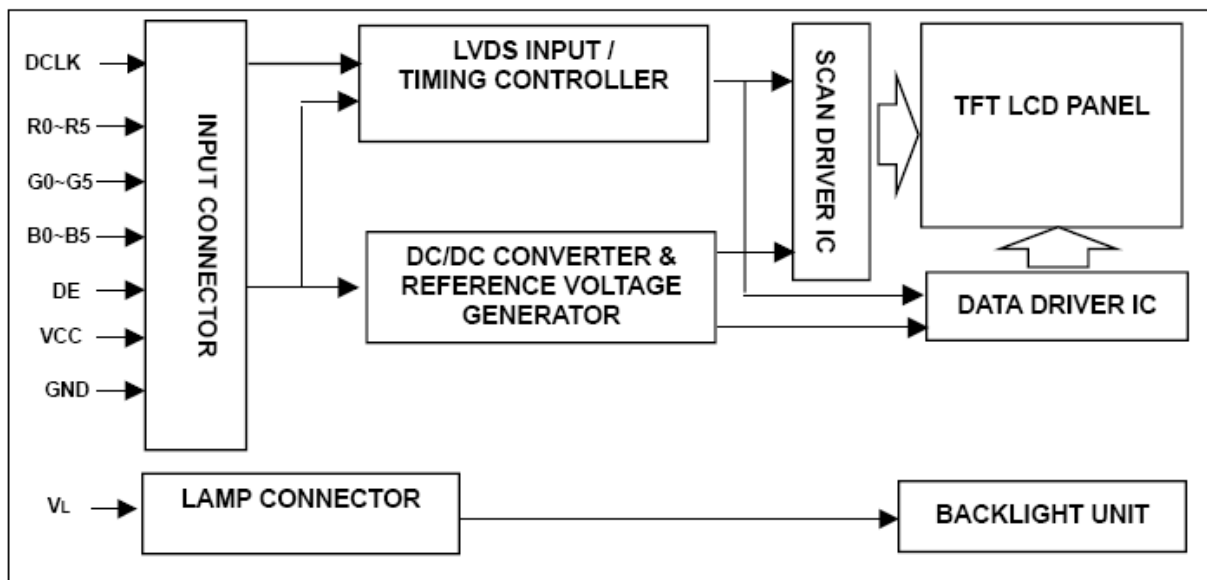 DCLK
R0~R5
G0~G5
B0~B5
DE
VCC
GND
INPUT CONNECTOR
LVDS INPUT /
TIMING CONTROLLER
DC/DC CONVERTER &
REFERENCE VOLTAGE
GENERATOR
SCAN DRIVER IC
TFT LCD PANEL
DATA DRIVER IC
VL
LAMP CONNECTOR
BACKLIGHT UNIT